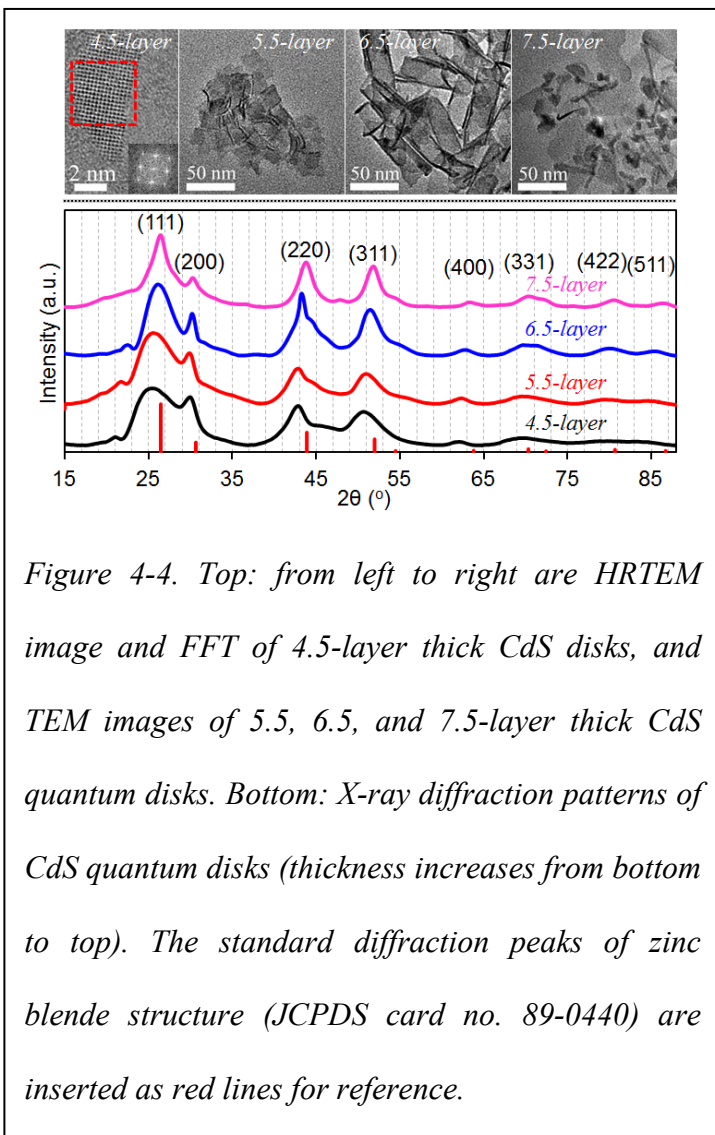 4.5-layer 5.5-layer 6.5-layer 7.5-layer
2 nm 50 nm 50 nm 50 nm
(111)
(200) (220) (311) (400) (331) (422) (511)
7.5-layer
6.5-layer
5.5-layer
4.5-layer
Intensity (a.u.)
15 25 35 45 55 65 75 85
2θ (°)
Figure 4-4. Top: from left to right are HRTEM
image and FFT of 4.5-layer thick CdS disks, and
TEM images of 5.5, 6.5, and 7.5-layer thick CdS
quantum disks. Bottom: X-ray diffraction patterns of
CdS quantum disks (thickness increases from bottom
to top). The standard diffraction peaks of zinc
blende structure (JCPDS card no. 89-0440) are
inserted as red lines for reference.